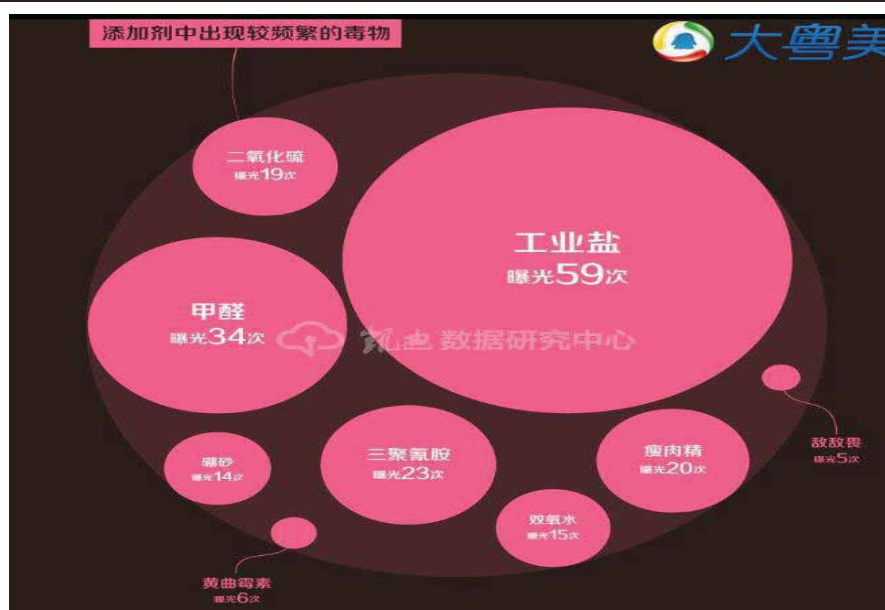 添加剂中出现较频繁的毒物
大粤美
二氧化硫
曝光19次
工业盐
曝光59次
甲醛
曝光34次
凯迪数据研究中心
敌敌畏
曝光5次
三聚氰胺
曝光23次
瘦肉精
曝光20次
硼砂
曝光14次
双氧水
曝光15次
黄曲霉素
曝光6次